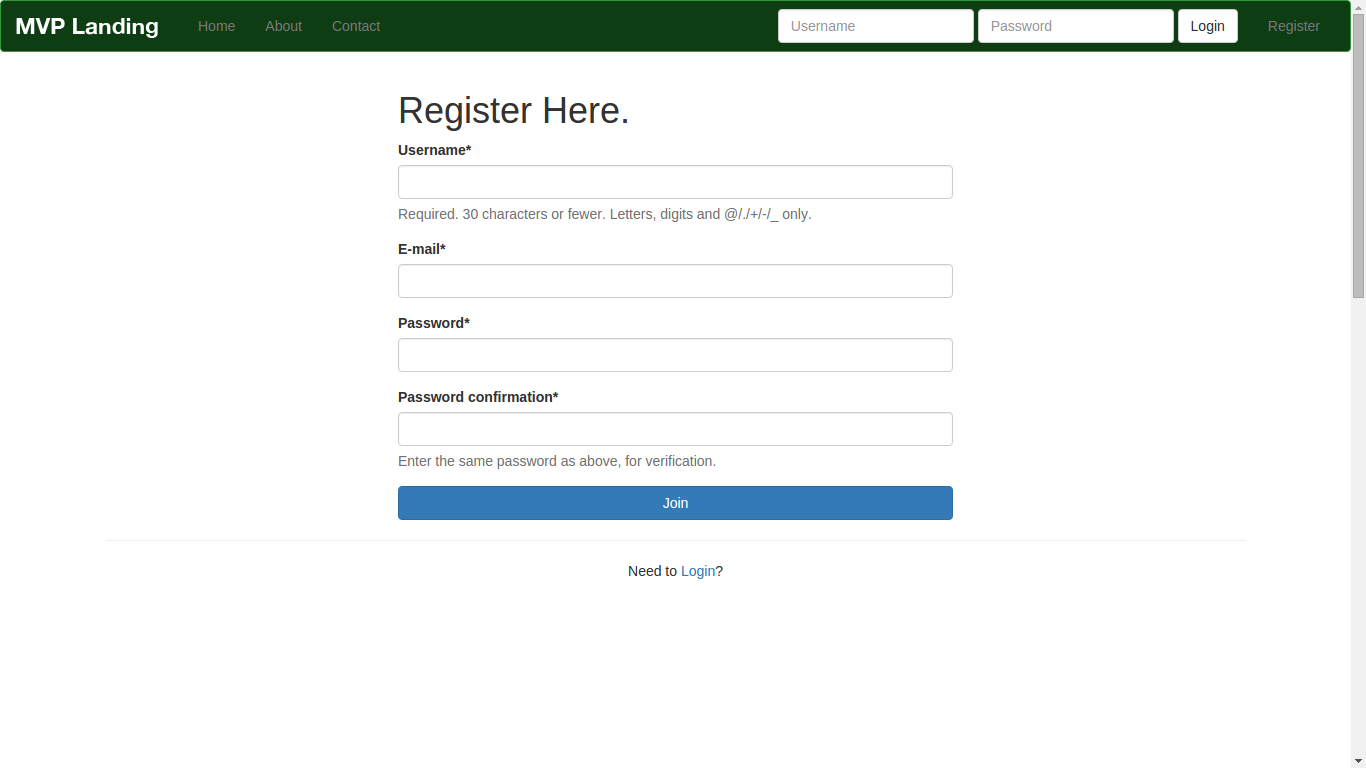 MVP Landing Home About Contact Username Password Login Register
Register Here.
Username*
Required. 30 characters or fewer. Letters, digits and @/./+/-/_ only.
E-mail*
Password*
Password confirmation*
Enter the same password as above, for verification.
Join
Need to Login?